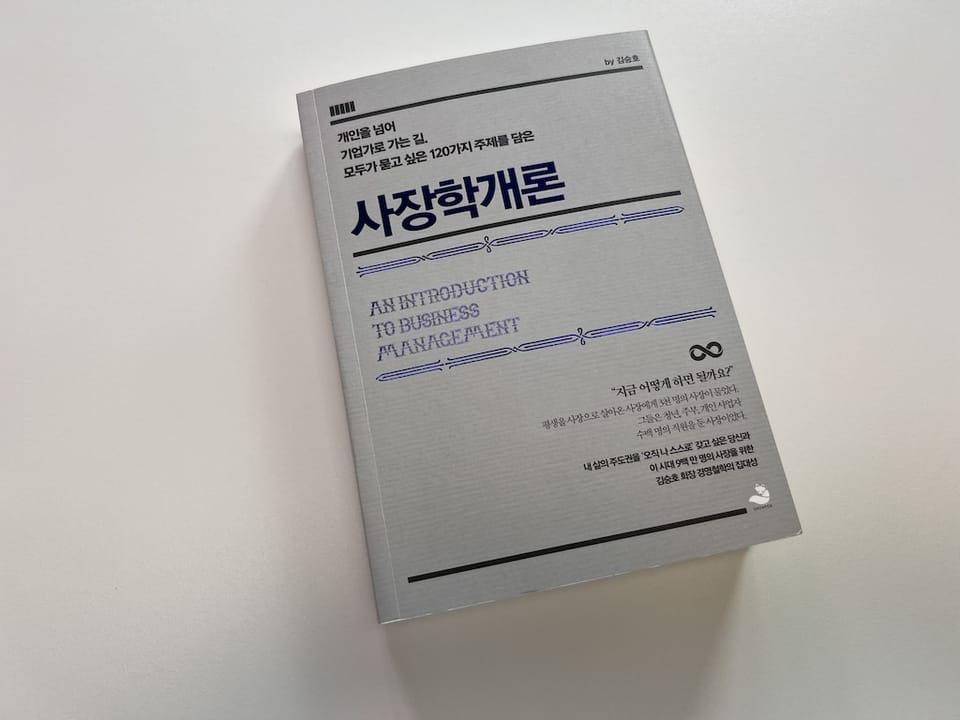 by 김승호
개인을 넘어
기업가로 가는 길,
모두가 묻고 싶은 120가지 주제를 담은
사장학개론
AN INTRODUCTION
TO BUSINESS
MANAGEMENT
“지금 어떻게 하면 될까요?”
평생을 사장으로 살아온 사장에게 3천 명의 사장이 물었다.
그들은 청년, 주부, 개인 사업자
수백 명의 직원을 둔 사장이었다.
내 삶의 주도권을 ‘오직 나 스스로’ 갖고 싶은 당신과
이 시대 9백 만 명의 사장을 위한
김승호 회장 경영철학의 집대성